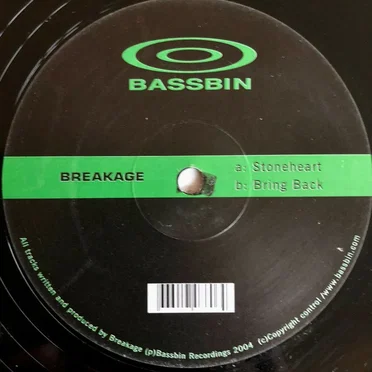 BASSBIN
BREAKAGE
a: Stoneheart
b: Bring Back
All tracks written and produced by Breakage (p)Bassbin Recordings 2004 (c)Copyright control /www.bassbin.com